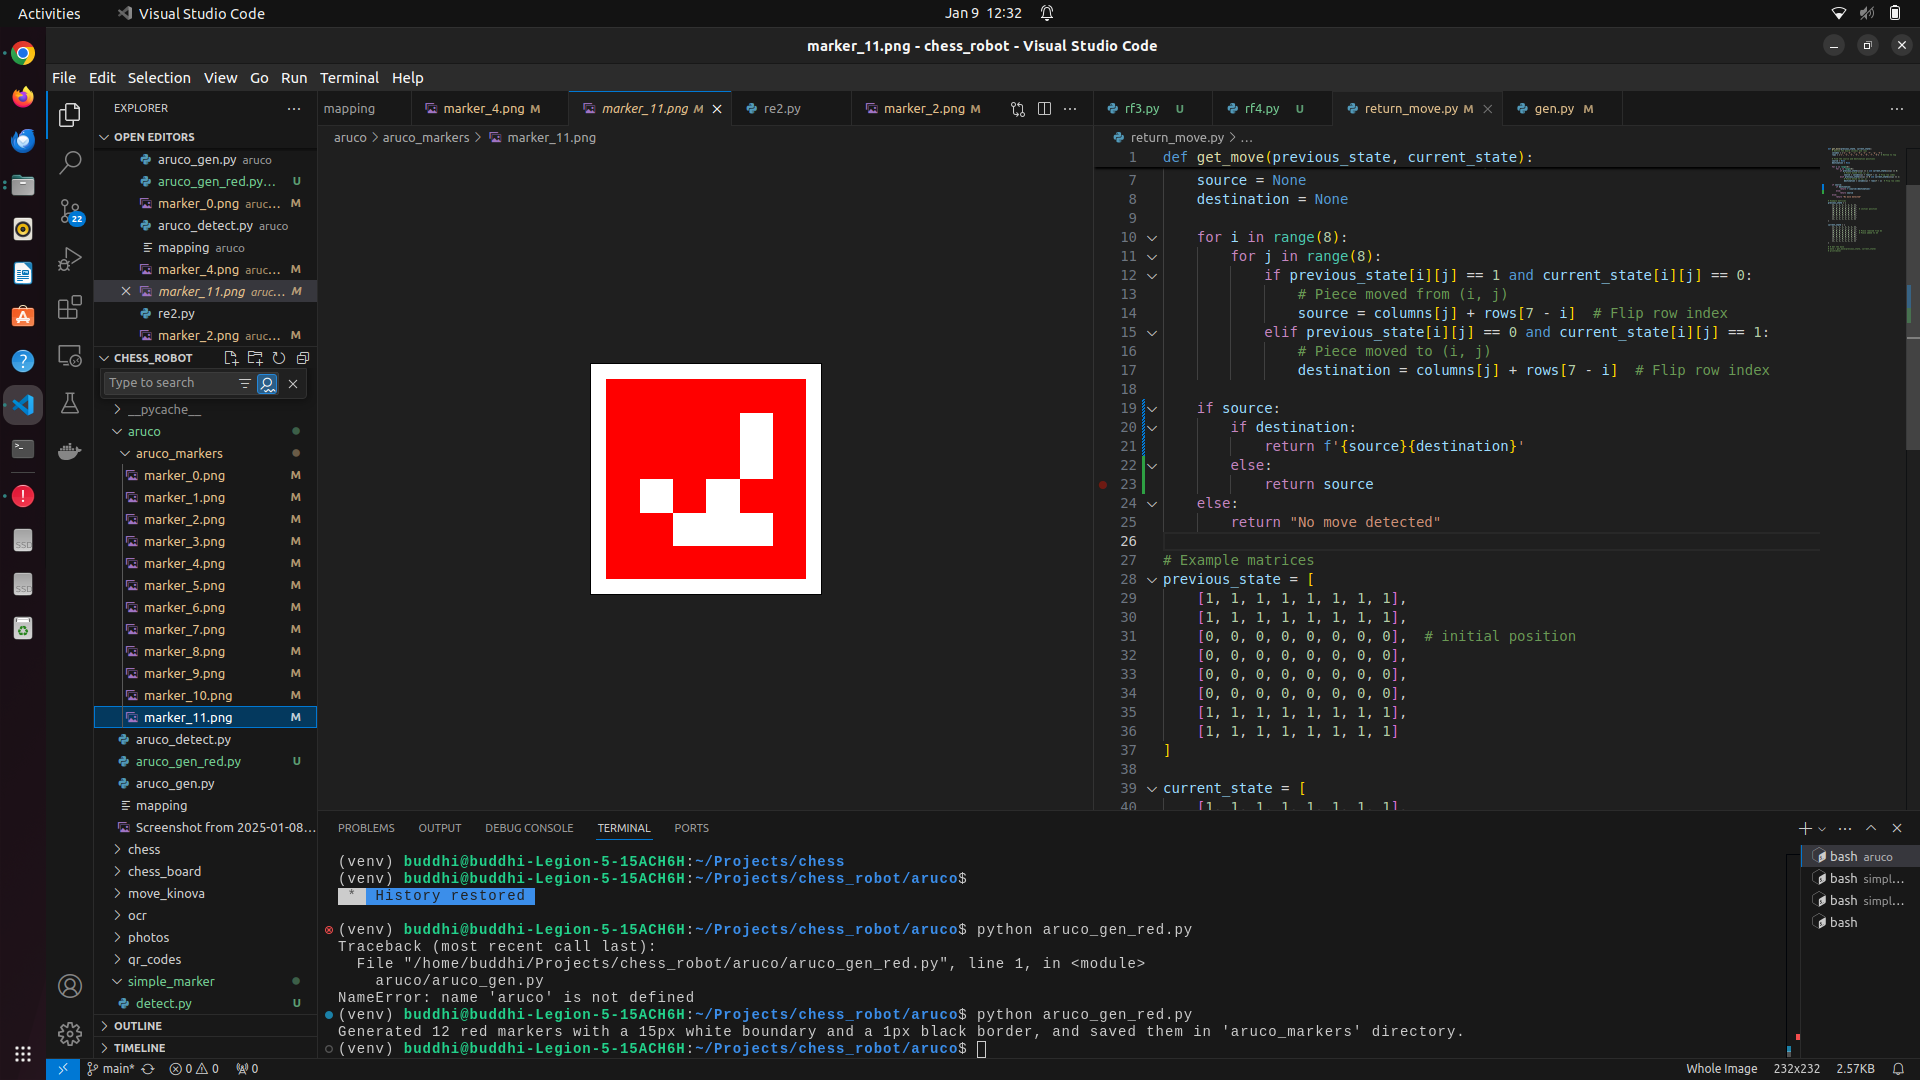 Activities
Visual Studio Code
Jan 9 12:32
marker_11.png - chess_robot - Visual Studio Code
File Edit Selection View Go Run Terminal Help
EXPLORER
OPEN EDITORS
aruco_gen.py aruco
aruco_gen_red.py... U
marker_0.png aruc... M
aruco_detect.py aruco
mapping aruco
marker_4.png aruc... M
marker_11.png aruc... M
re2.py
marker_2.png aruc... M
CHESS_ROBOT
Type to search
__pycache__
aruco
aruco_markers
marker_0.png M
marker_1.png M
marker_2.png M
marker_3.png M
marker_4.png M
marker_5.png M
marker_6.png M
marker_7.png M
marker_8.png M
marker_9.png M
marker_10.png M
marker_11.png M
aruco_detect.py
aruco_gen_red.py U
aruco_gen.py
mapping
Screenshot from 2025-01-08...
chess
chess_board
move_kinova
ocr
photos
qr_codes
simple_marker
detect.py U
OUTLINE
TIMELINE
22
mapping
marker_4.png M
marker_11.png M
re2.py
marker_2.png M
aruco > aruco_markers > marker_11.png
rf3.py U
rf4.py U
return_move.py M
gen.py M
return_move.py > ...
1 def get_move(previous_state, current_state):
7 source = None
8 destination = None
9
10 for i in range(8):
11 for j in range(8):
12 if previous_state[i][j] == 1 and current_state[i][j] == 0:
13 # Piece moved from (i, j)
14 source = columns[j] + rows[7 - i] # Flip row index
15 elif previous_state[i][j] == 0 and current_state[i][j] == 1:
16 # Piece moved to (i, j)
17 destination = columns[j] + rows[7 - i] # Flip row index
18
19 if source:
20 if destination:
21 return f'{source}{destination}'
22 else:
23 return source
24 else:
25 return "No move detected"
26
27 # Example matrices
28 previous_state = [
29 [1, 1, 1, 1, 1, 1, 1, 1],
30 [1, 1, 1, 1, 1, 1, 1, 1],
31 [0, 0, 0, 0, 0, 0, 0, 0], # initial position
32 [0, 0, 0, 0, 0, 0, 0, 0],
33 [0, 0, 0, 0, 0, 0, 0, 0],
34 [0, 0, 0, 0, 0, 0, 0, 0],
35 [1, 1, 1, 1, 1, 1, 1, 1],
36 [1, 1, 1, 1, 1, 1, 1, 1]
37 ]
38
39 current_state = [
40 [1, 1, 1, 1, 1, 1, 1, 1],
PROBLEMS OUTPUT DEBUG CONSOLE TERMINAL PORTS
(venv) buddhi@buddhi-Legion-5-15ACH6H:~/Projects/chess
(venv) buddhi@buddhi-Legion-5-15ACH6H:~/Projects/chess_robot/aruco$
* History restored
(venv) buddhi@buddhi-Legion-5-15ACH6H:~/Projects/chess_robot/aruco$ python aruco_gen_red.py
Traceback (most recent call last):
File "/home/buddhi/Projects/chess_robot/aruco/aruco_gen_red.py", line 1, in <module>
aruco/aruco_gen.py
NameError: name 'aruco' is not defined
(venv) buddhi@buddhi-Legion-5-15ACH6H:~/Projects/chess_robot/aruco$ python aruco_gen_red.py
Generated 12 red markers with a 15px white boundary and a 1px black border, and saved them in 'aruco_markers' directory.
(venv) buddhi@buddhi-Legion-5-15ACH6H:~/Projects/chess_robot/aruco$
bash aruco
bash simpl...
bash simpl...
bash
main* 0 0 0
Whole Image 232x232 2.57KB